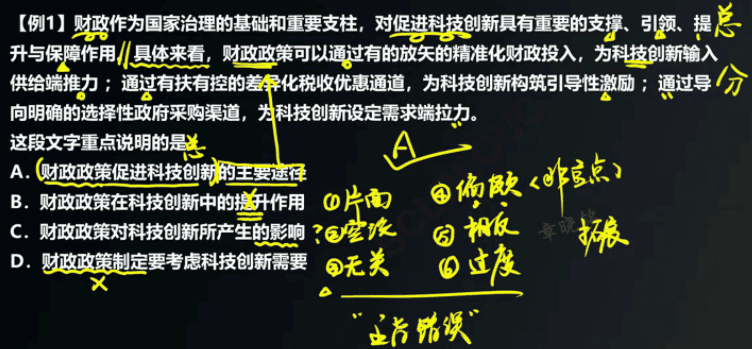 【例1】财政作为国家治理的基础和重要支柱，对促进科技创新具有重要的支撑、引领、提 总
升与保障作用。具体来看，财政政策可以通过有的放矢的精准化财政投入，为科技创新输入
供给端推力；通过有扶有控的差异化税收优惠通道，为科技创新构筑引导性激励；通过导 分
向明确的选择性政府采购渠道，为科技创新设定需求端拉力。
这段文字重点说明的是 总
A. 财政政策促进科技创新的主要途径 A
B. 财政政策在科技创新中的提升作用 ①片面 ④偏颇（非重点）
C. 财政政策对科技创新所产生的影响 ?②空泛 ⑤相反 拓展
D. 财政政策制定要考虑科技创新需要 ③无关 ⑥过度
×
"主旨错误"